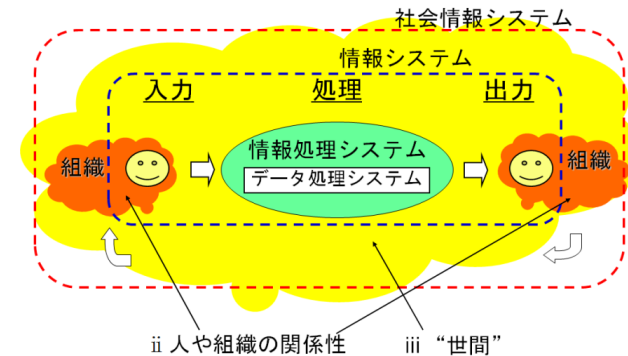 社会情報システム
情報システム
入力
処理
出力
情報処理システム
データ処理システム
組織
組織
ⅱ 人や組織の関係性
ⅲ “世間”